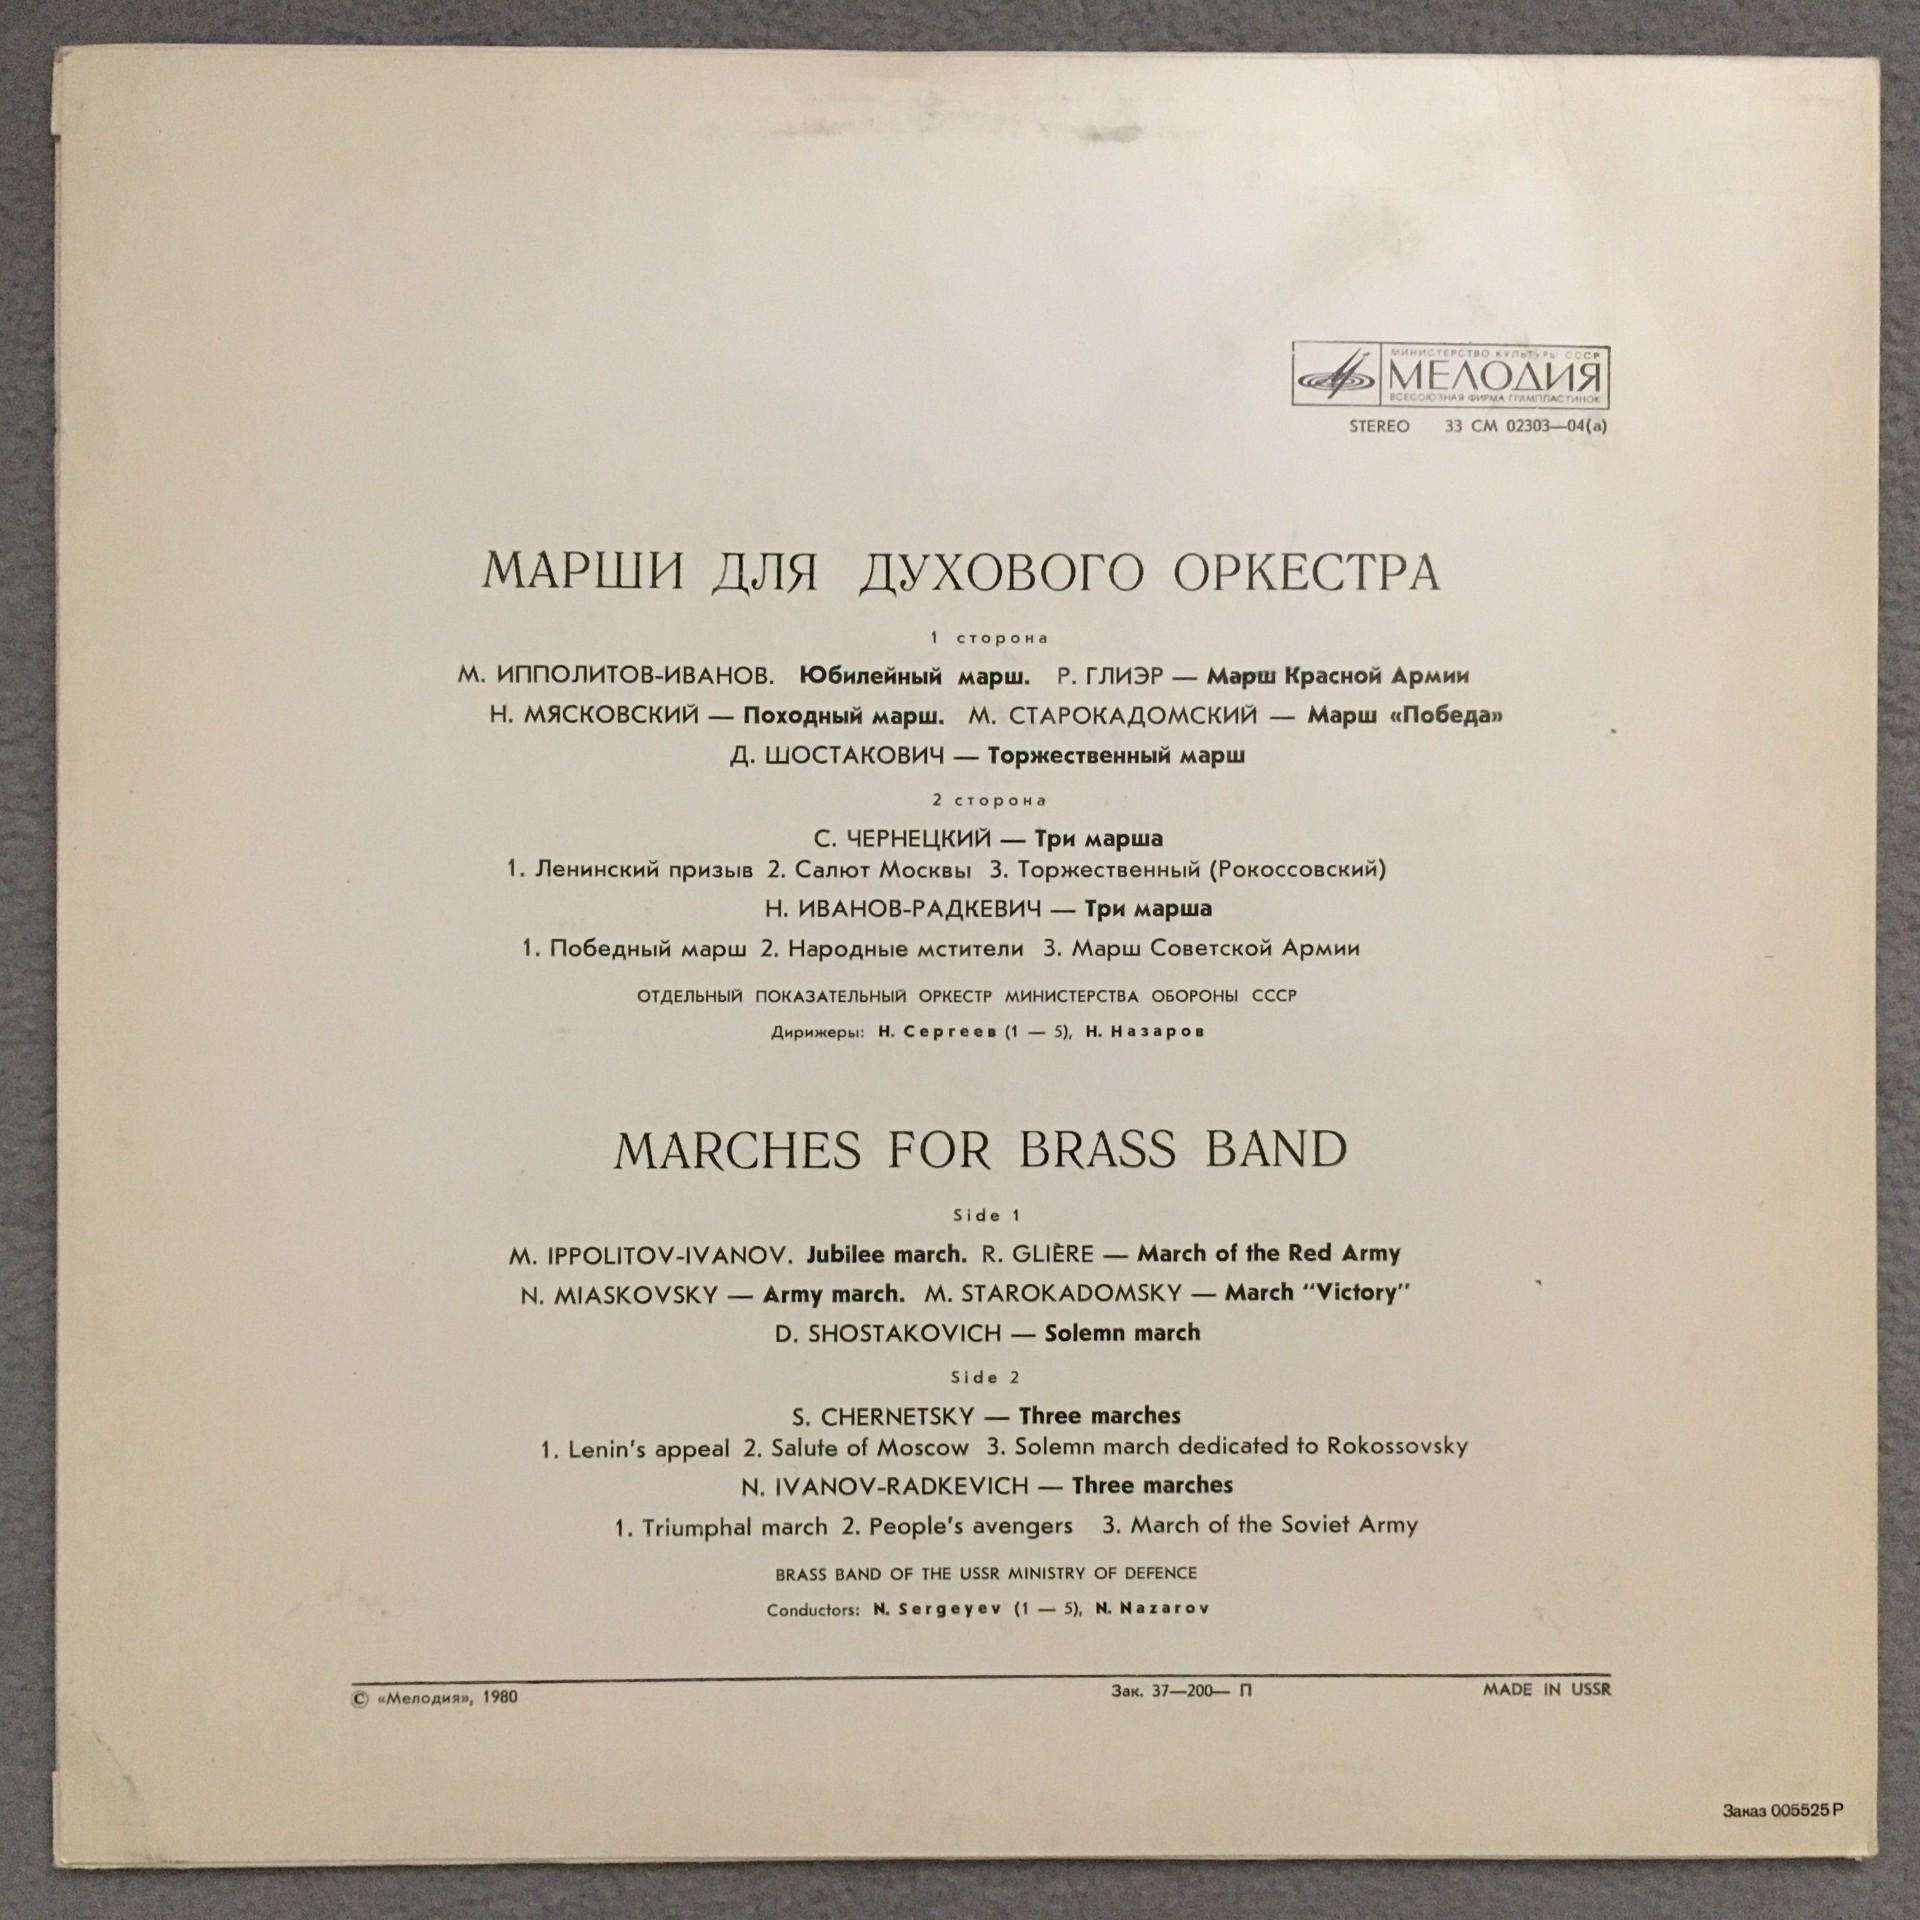 МИНИСТЕРСТВО КУЛЬТУРЫ СССР
МЕЛОДИЯ
ВСЕСОЮЗНАЯ ФИРМА ГРАМПЛАСТИНОК
STEREO 33 СМ 02303—04(а)
МАРШИ ДЛЯ ДУХОВОГО ОРКЕСТРА
1 сторона
М. ИППОЛИТОВ-ИВАНОВ. Юбилейный марш. Р. ГЛИЭР — Марш Красной Армии
Н. МЯСКОВСКИЙ — Походный марш. М. СТАРОКАДОМСКИЙ — Марш «Победа»
Д. ШОСТАКОВИЧ — Торжественный марш
2 сторона
С. ЧЕРНЕЦКИЙ — Три марша
1. Ленинский призыв 2. Салют Москвы 3. Торжественный (Рокоссовский)
Н. ИВАНОВ-РАДКЕВИЧ — Три марша
1. Победный марш 2. Народные мстители 3. Марш Советской Армии
ОТДЕЛЬНЫЙ ПОКАЗАТЕЛЬНЫЙ ОРКЕСТР МИНИСТЕРСТВА ОБОРОНЫ СССР
Дирижеры: Н. Сергеев (1 — 5), Н. Назаров
MARCHES FOR BRASS BAND
Side 1
M. IPPOLITOV-IVANOV. Jubilee march. R. GLIÈRE — March of the Red Army
N. MIASKOVSKY — Army march. M. STAROKADOMSKY — March “Victory”
D. SHOSTAKOVICH — Solemn march
Side 2
S. CHERNETSKY — Three marches
1. Lenin's appeal 2. Salute of Moscow 3. Solemn march dedicated to Rokossovsky
N. IVANOV-RADKEVICH — Three marches
1. Triumphal march 2. People's avengers 3. March of the Soviet Army
BRASS BAND OF THE USSR MINISTRY OF DEFENCE
Conductors: N. Sergeyev (1 — 5), N. Nazarov
© «Мелодия», 1980 Зак. 37—200— П MADE IN USSR
Заказ 005525 Р